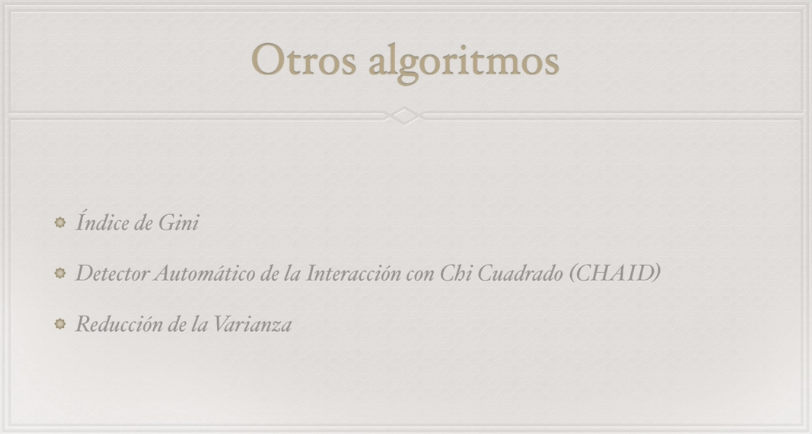 Otros algoritmos
Índice de Gini
Detector Automático de la Interacción con Chi Cuadrado (CHAID)
Reducción de la Varianza